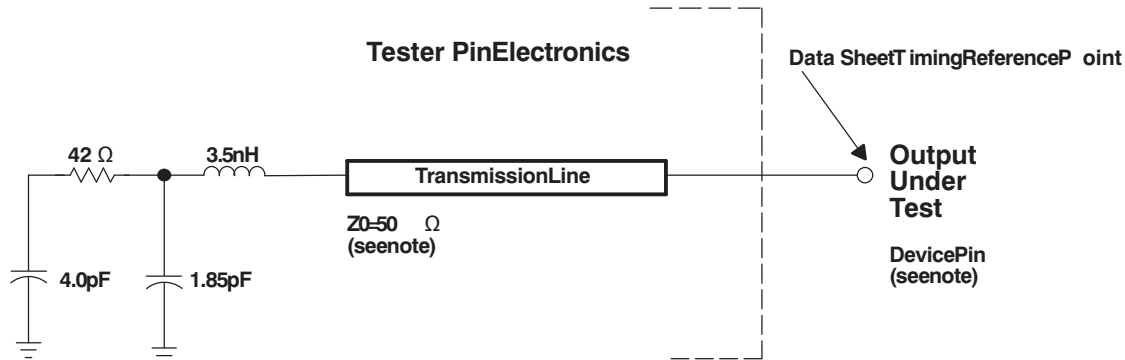 Tester PinElectronics
Data SheetT imingReferenceP oint
42 Ω
3.5nH
TransmissionLine
Output
Under
Test
Z0=50 Ω
(seenote)
DevicePin
(seenote)
4.0pF
1.85pF